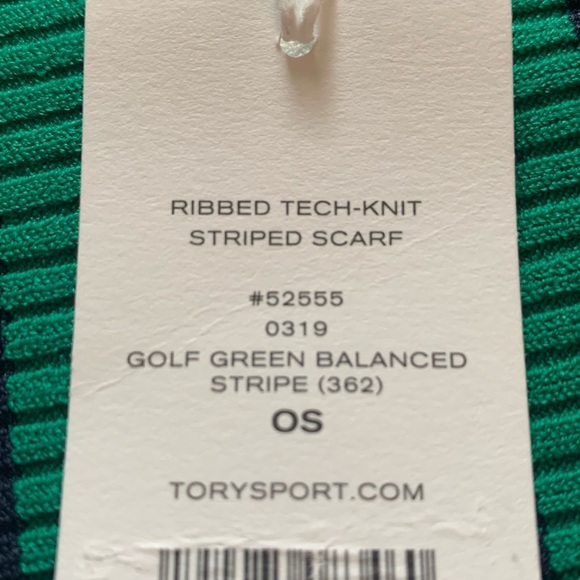 RIBBED TECH-KNIT
STRIPED SCARF
#52555
0319
GOLF GREEN BALANCED
STRIPE (362)
OS
TORYSPORT.COM